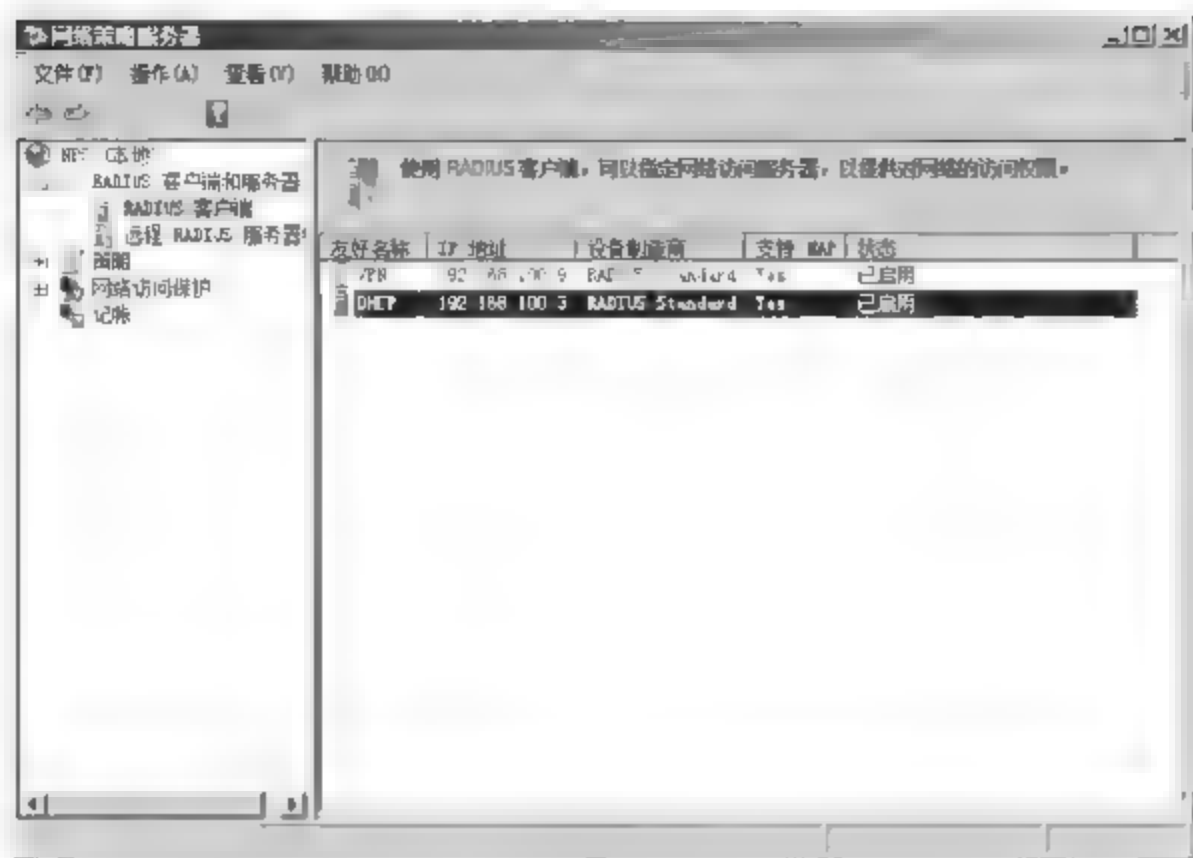 网络策略服务器
文件(F) 操作(A) 查看(V) 帮助(H)
NPS (本地)
RADIUS 客户端和服务器
RADIUS 客户端
远程 RADIUS 服务器
策略
网络访问保护
记帐
使用 RADIUS 客户端,可以指定网络访问服务器,以提供对网络的访问权限。
友好名称 IP 地址 设备制造商 支持 NAP 状态
VPN Yes 已启用
DHCP 192.168.100.3 RADIUS Standard Yes 已启用